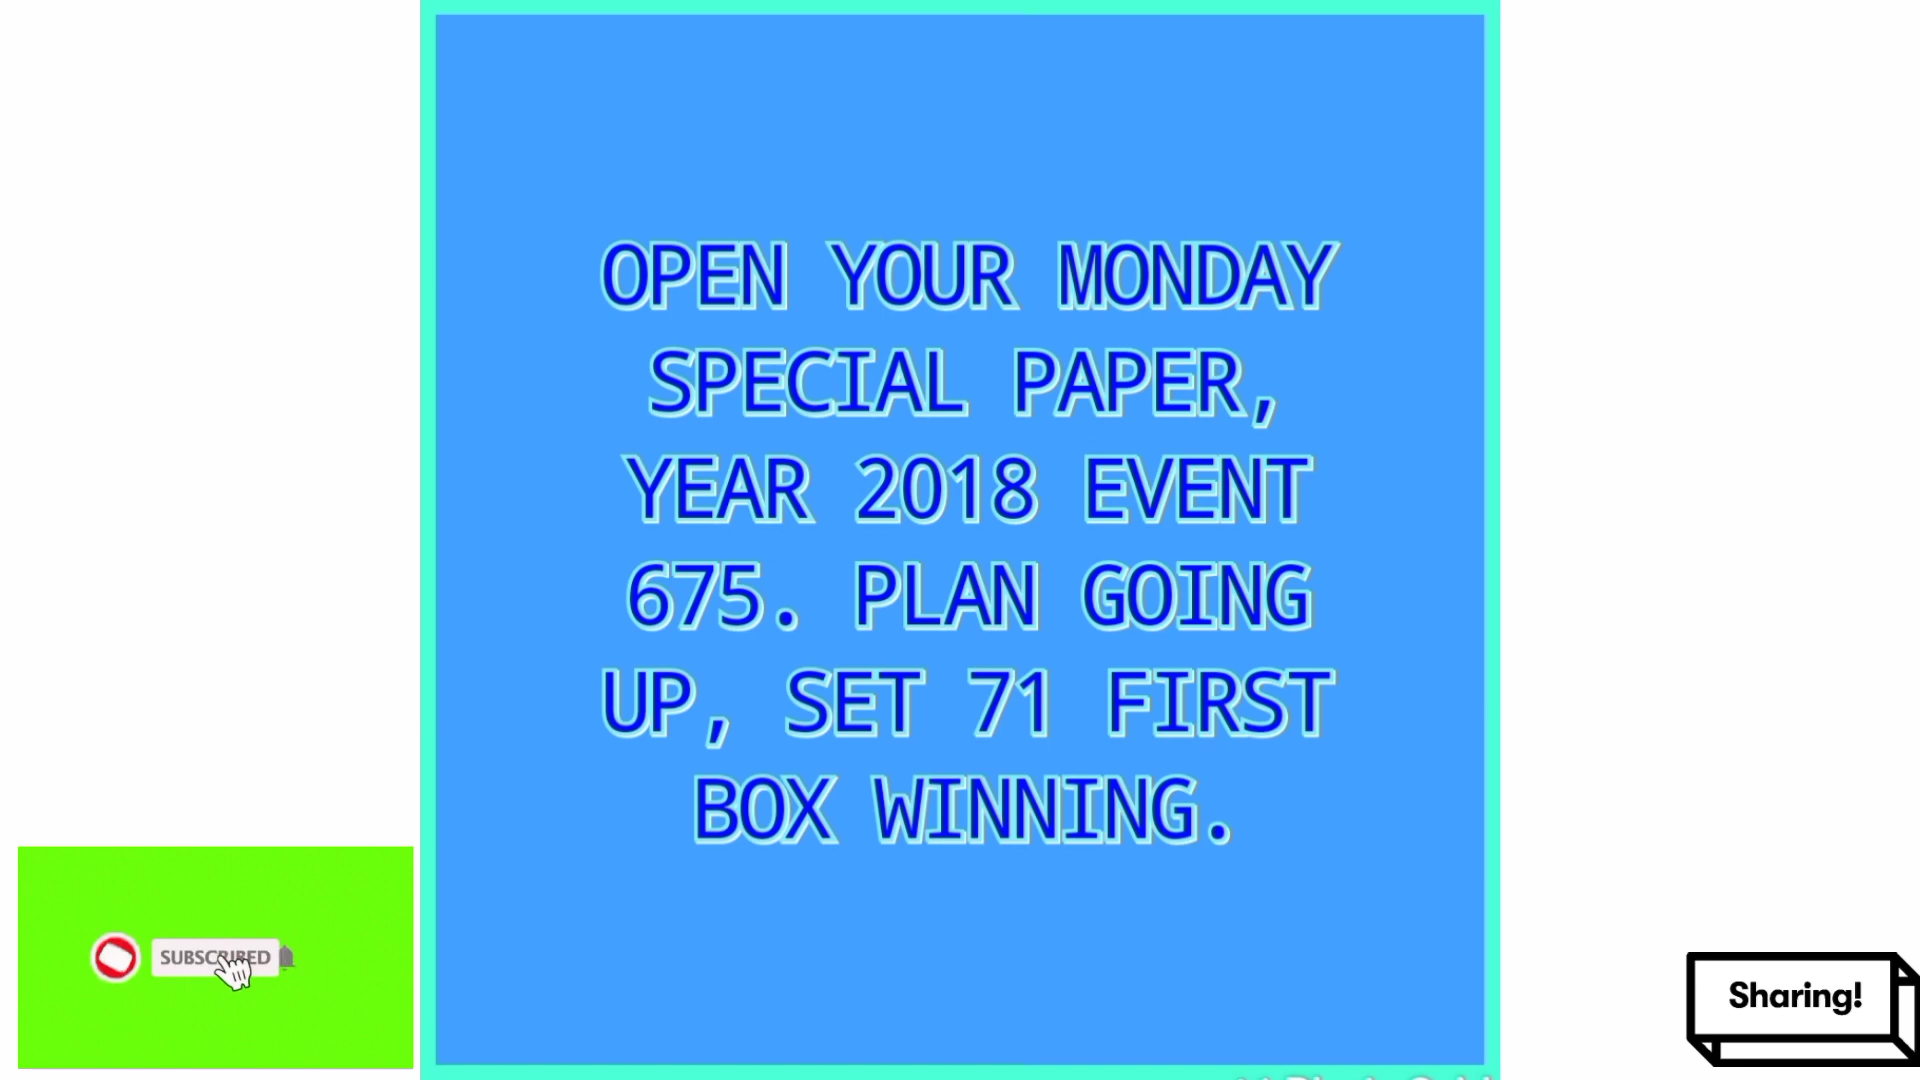 OPEN YOUR MONDAY
SPECIAL PAPER,
YEAR 2018 EVENT
675. PLAN GOING
UP, SET 71 FIRST
BOX WINNING.
SUBSCRIBED
Sharing!